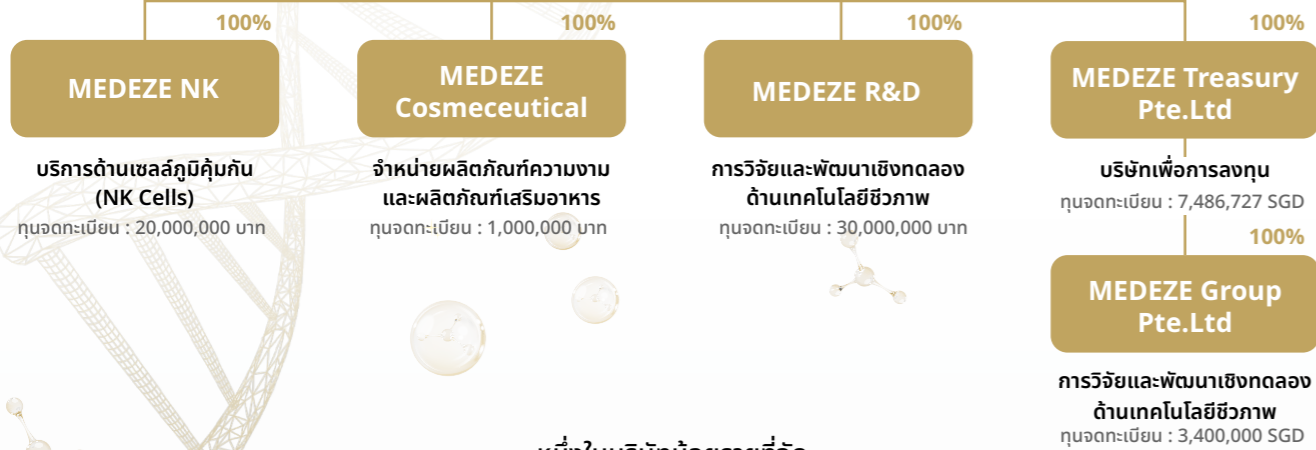 100%
MEDEZE NK
บริการด้านเซลล์ภูมิคุ้มกัน
(NK Cells)
ทุนจดทะเบียน : 20,000,000 บาท
100%
MEDEZE
Cosmeceutical
จำหน่ายผลิตภัณฑ์ความงาม
และผลิตภัณฑ์เสริมอาหาร
ทุนจดทะเบียน : 1,000,000 บาท
100%
MEDEZE R&D
การวิจัยและพัฒนาเชิงทดลอง
ด้านเทคโนโลยีชีวภาพ
ทุนจดทะเบียน : 30,000,000 บาท
100%
MEDEZE Treasury
Pte.Ltd
บริษัทเพื่อการลงทุน
ทุนจดทะเบียน : 7,486,727 SGD
100%
MEDEZE Group
Pte.Ltd
การวิจัยและพัฒนาเชิงทดลอง
ด้านเทคโนโลยีชีวภาพ
ทุนจดทะเบียน : 3,400,000 SGD